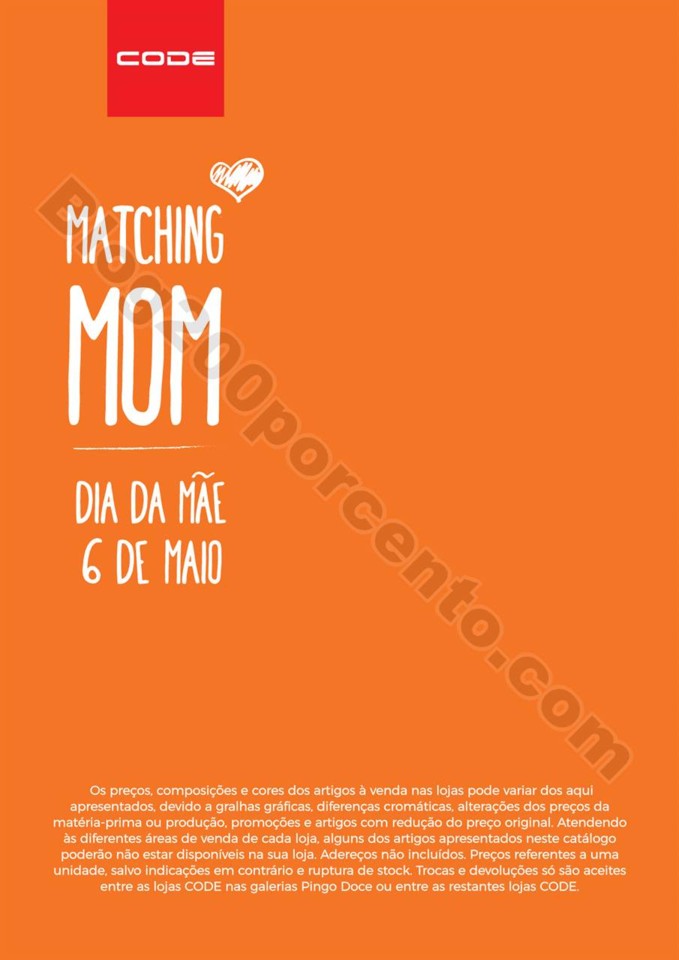 CODE
MATCHING
MOM
DIA DA MÃE
6 DE MAIO
Blog200porcento.com
Os preços, composições e cores dos artigos à venda nas lojas pode variar dos aqui
apresentados, devido a gralhas gráficas, diferenças cromáticas, alterações dos preços da
matéria-prima ou produção, promoções e artigos com redução do preço original. Atendendo
às diferentes áreas de venda de cada loja, alguns dos artigos apresentados neste catálogo
poderão não estar disponíveis na sua loja. Adereços não incluídos. Preços referentes a uma
unidade, salvo indicações em contrário e ruptura de stock. Trocas e devoluções só são aceites
entre as lojas CODE nas galerias Pingo Doce ou entre as restantes lojas CODE.